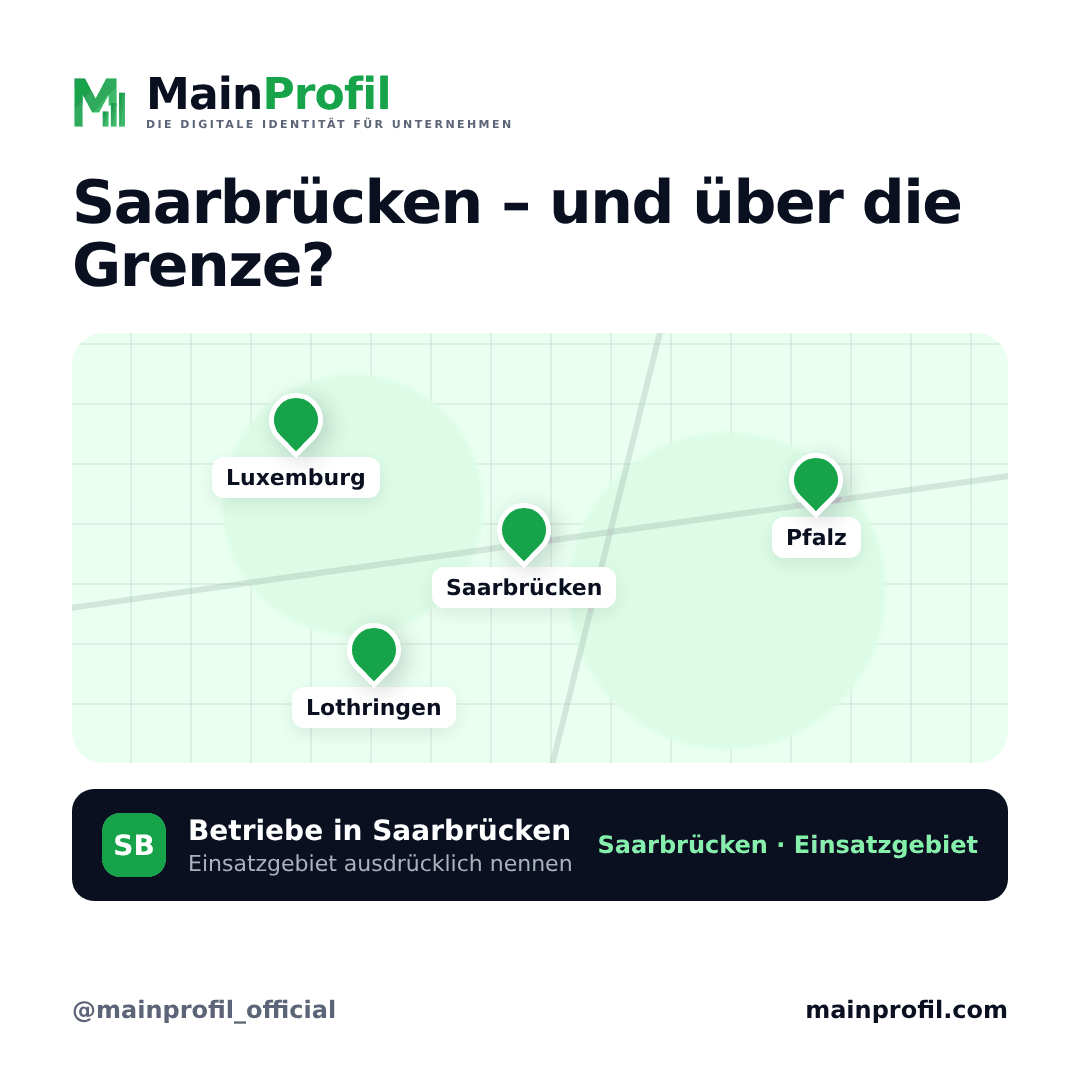 MainProfil
DIE DIGITALE IDENTITÄT FÜR UNTERNEHMEN
Saarbrücken – und über die
Grenze?
Luxemburg
Pfalz
Saarbrücken
Lothringen
SB
Betriebe in Saarbrücken
Einsatzgebiet ausdrücklich nennen
Saarbrücken · Einsatzgebiet
@mainprofil_official
mainprofil.com